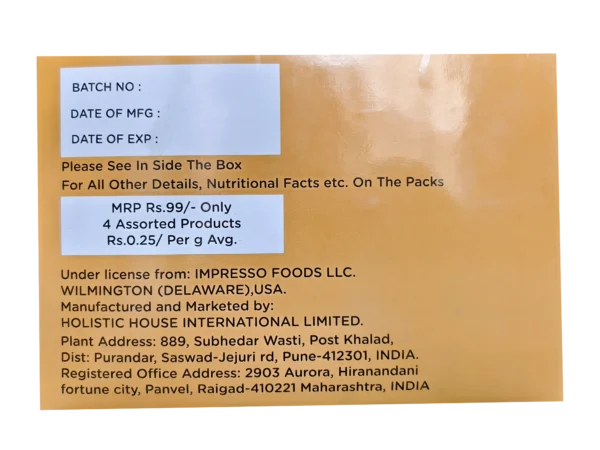 BATCH NO :
DATE OF MFG :
DATE OF EXP :
Please See In Side The Box
For All Other Details, Nutritional Facts etc. On The Packs
MRP Rs.99/- Only
4 Assorted Products
Rs.0.25/ Per g Avg.
Under license from: IMPRESSO FOODS LLC.
WILMINGTON (DELAWARE),USA.
Manufactured and Marketed by:
HOLISTIC HOUSE INTERNATIONAL LIMITED.
Plant Address: 889, Subhedar Wasti, Post Khalad,
Dist: Purandar, Saswad-Jejuri rd, Pune-412301, INDIA.
Registered Office Address: 2903 Aurora, Hiranandani
fortune city, Panvel, Raigad-410221 Maharashtra, INDIA